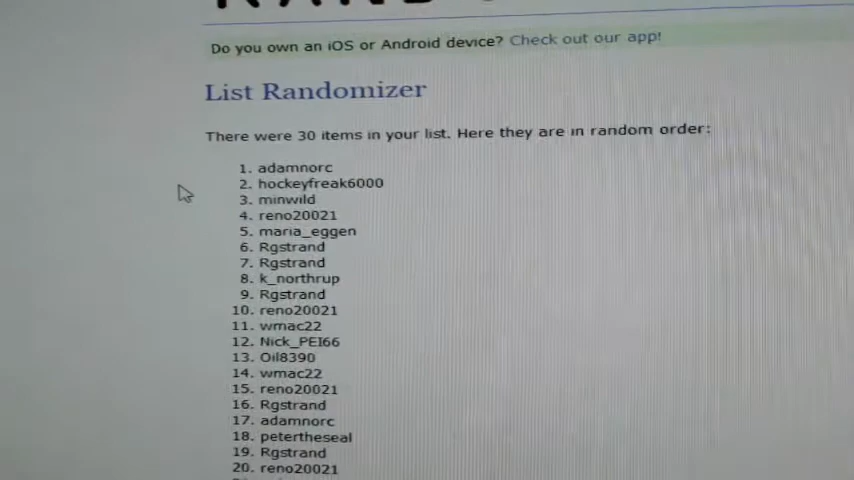 Do you own an iOS or Android device? Check out our app!
List Randomizer
There were 30 items in your list. Here they are in random order:
1. adamnorc
2. hockeyfreak6000
3. minwild
4. reno20021
5. maria_eggen
6. Rgstrand
7. Rgstrand
8. k_northrup
9. Rgstrand
10. reno20021
11. wmac22
12. Nick_PEI66
13. Oil8390
14. wmac22
15. reno20021
16. Rgstrand
17. adamnorc
18. petertheseal
19. Rgstrand
20. reno20021